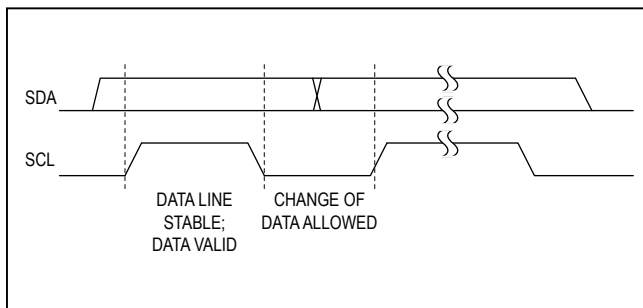 SDA
SCL
DATA LINE
STABLE;
DATA VALID
CHANGE OF
DATA ALLOWED